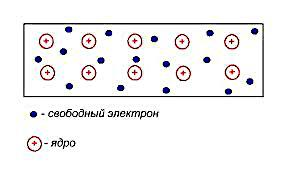 - свободный электрон
- ядро